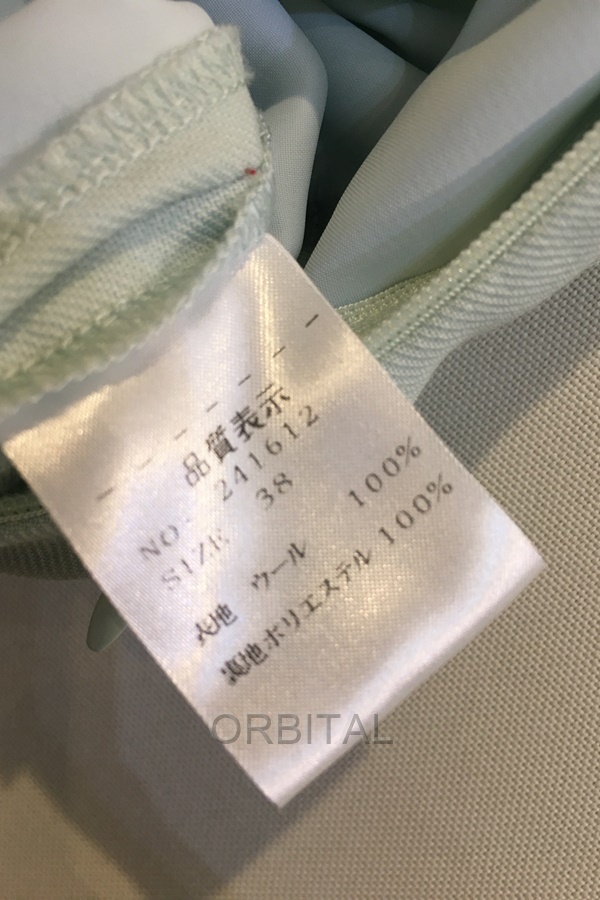 品質表示
NO. 241612
SIZE 38
表地 ウール 100%
裏地 ポリエステル 100%
ORBITAL